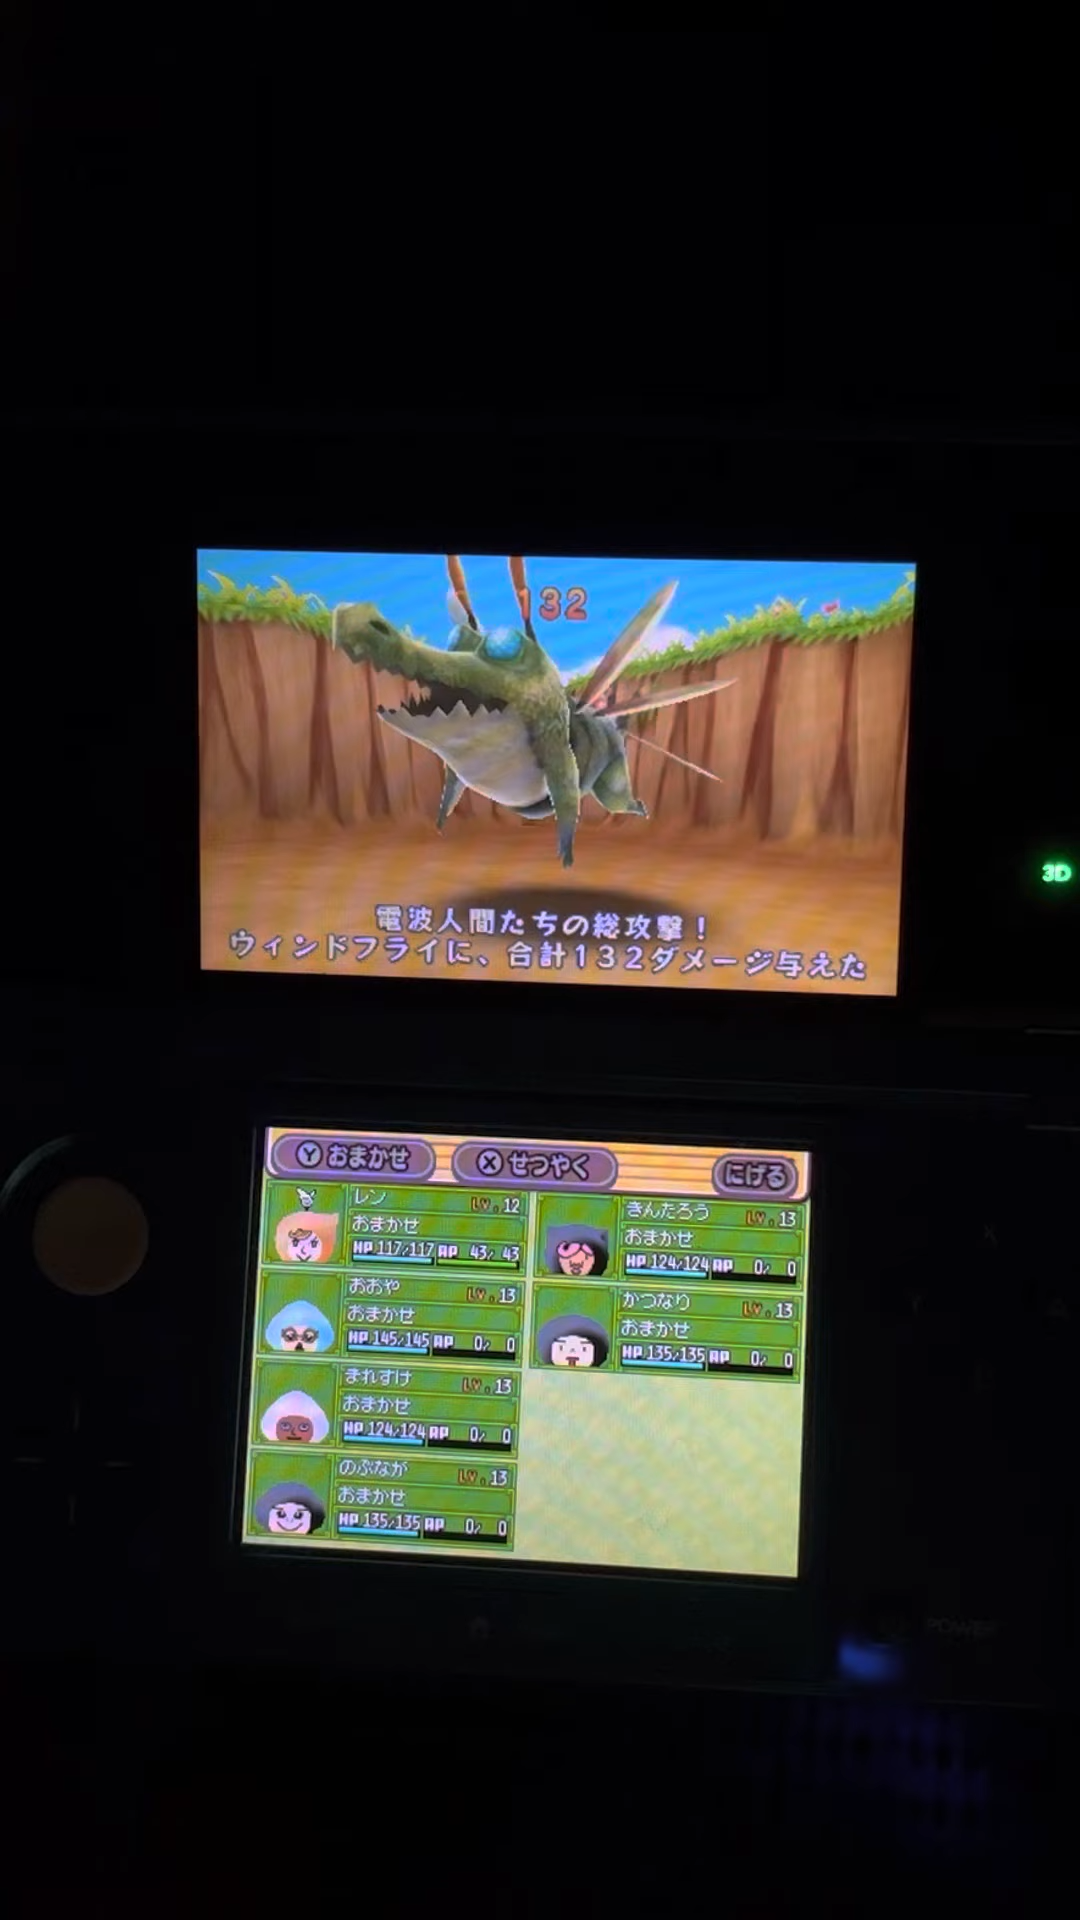 132
3D
電波人間たちの総攻撃！
ウィンドフライに、合計132ダメージ与えた
Ⓨおまかせ Ⓧせつやく にげる
レン LV.12
おまかせ
HP 117/117 AP 43/43
おおや LV.13
おまかせ
HP 145/145 AP 0/0
まれすけ LV.13
おまかせ
HP 124/124 AP 0/0
のぶなが LV.13
おまかせ
HP 135/135 AP 0/0
きんたろう LV.13
おまかせ
HP 124/124 AP 0/0
かつなり LV.13
おまかせ
HP 135/135 AP 0/0
POWER